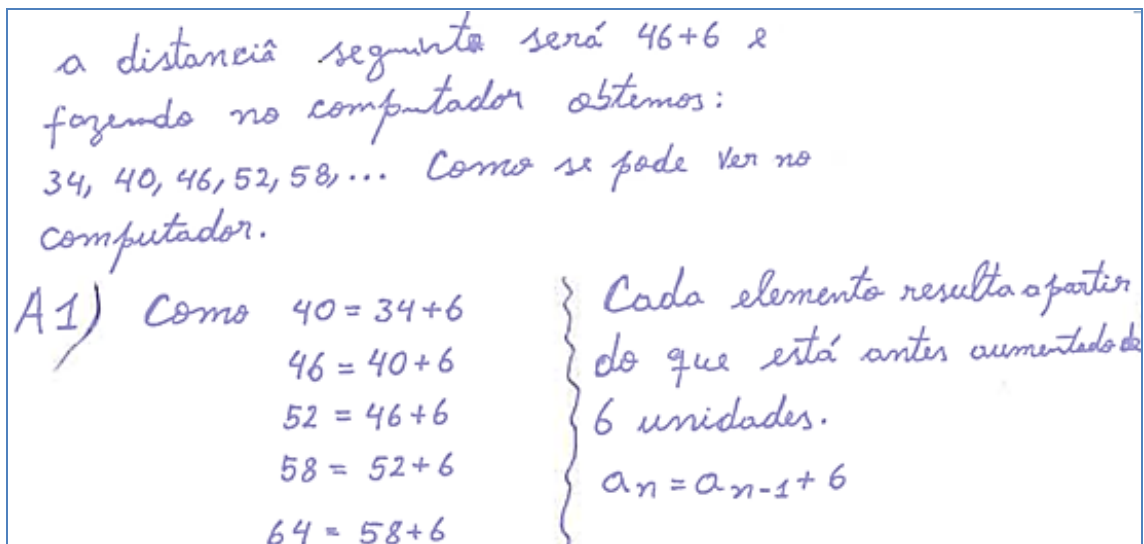 a distanciâ seguinte será 46+6 e
fazendo no computador obtemos:
34, 40, 46, 52, 58, ... Como se pode ver no
computador.
A1) Como 40 = 34+6
46 = 40+6
52 = 46+6
58 = 52+6
64 = 58+6
Cada elemento resulta a partir
do que está antes aumentado de
6 unidades.
an = an-1 + 6